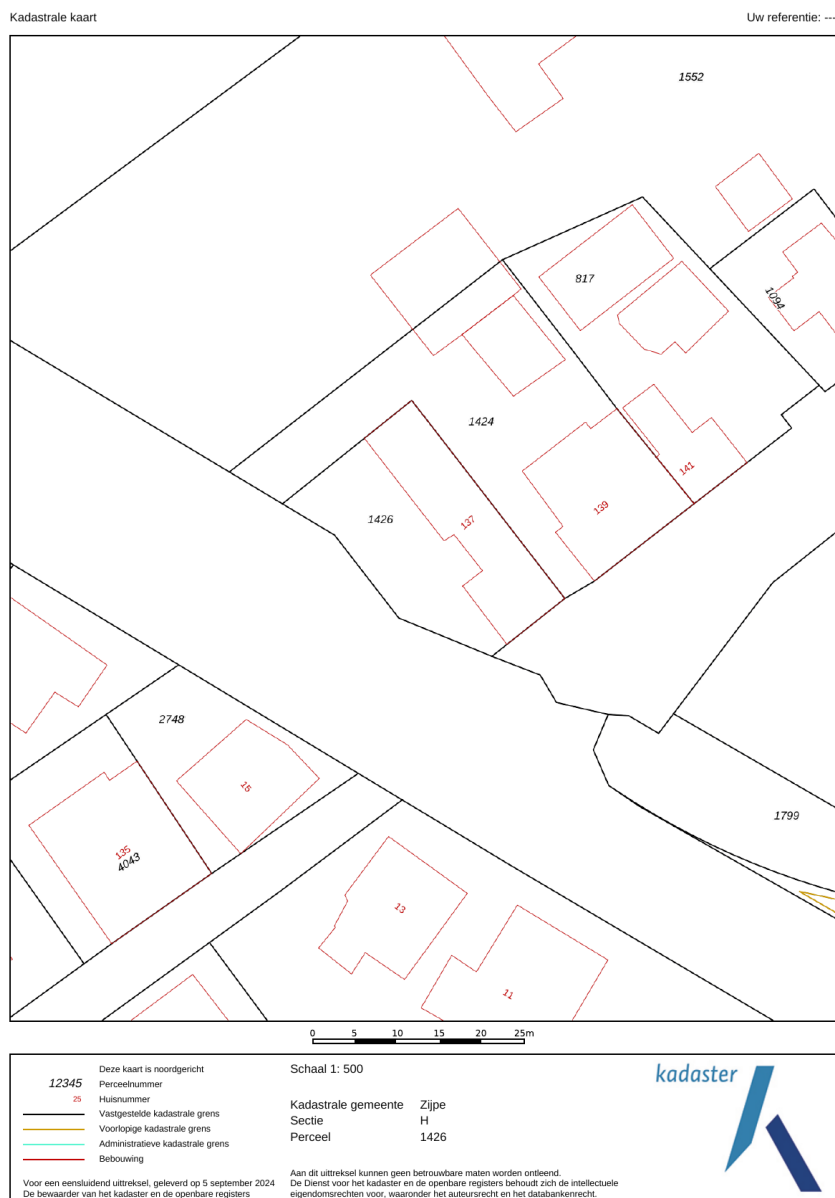 Kadastrale kaart
Uw referentie: ---
1552
817
1094
1424
141
139
1426
137
2748
15
1799
135
4043
13
11
0 5 10 15 20 25m
Deze kaart is noordgericht
12345 Perceelnummer
25 Huisnummer
Vastgestelde kadastrale grens
Voorlopige kadastrale grens
Administratieve kadastrale grens
Bebouwing
Voor een eensluidend uittreksel, geleverd op 5 september 2024
De bewaarder van het kadaster en de openbare registers
Schaal 1: 500
Kadastrale gemeente Zijpe
Sectie H
Perceel 1426
Aan dit uittreksel kunnen geen betrouwbare maten worden ontleend.
De Dienst voor het kadaster en de openbare registers behoudt zich de intellectuele
eigendomsrechten voor, waaronder het auteursrecht en het databankenrecht.
kadaster